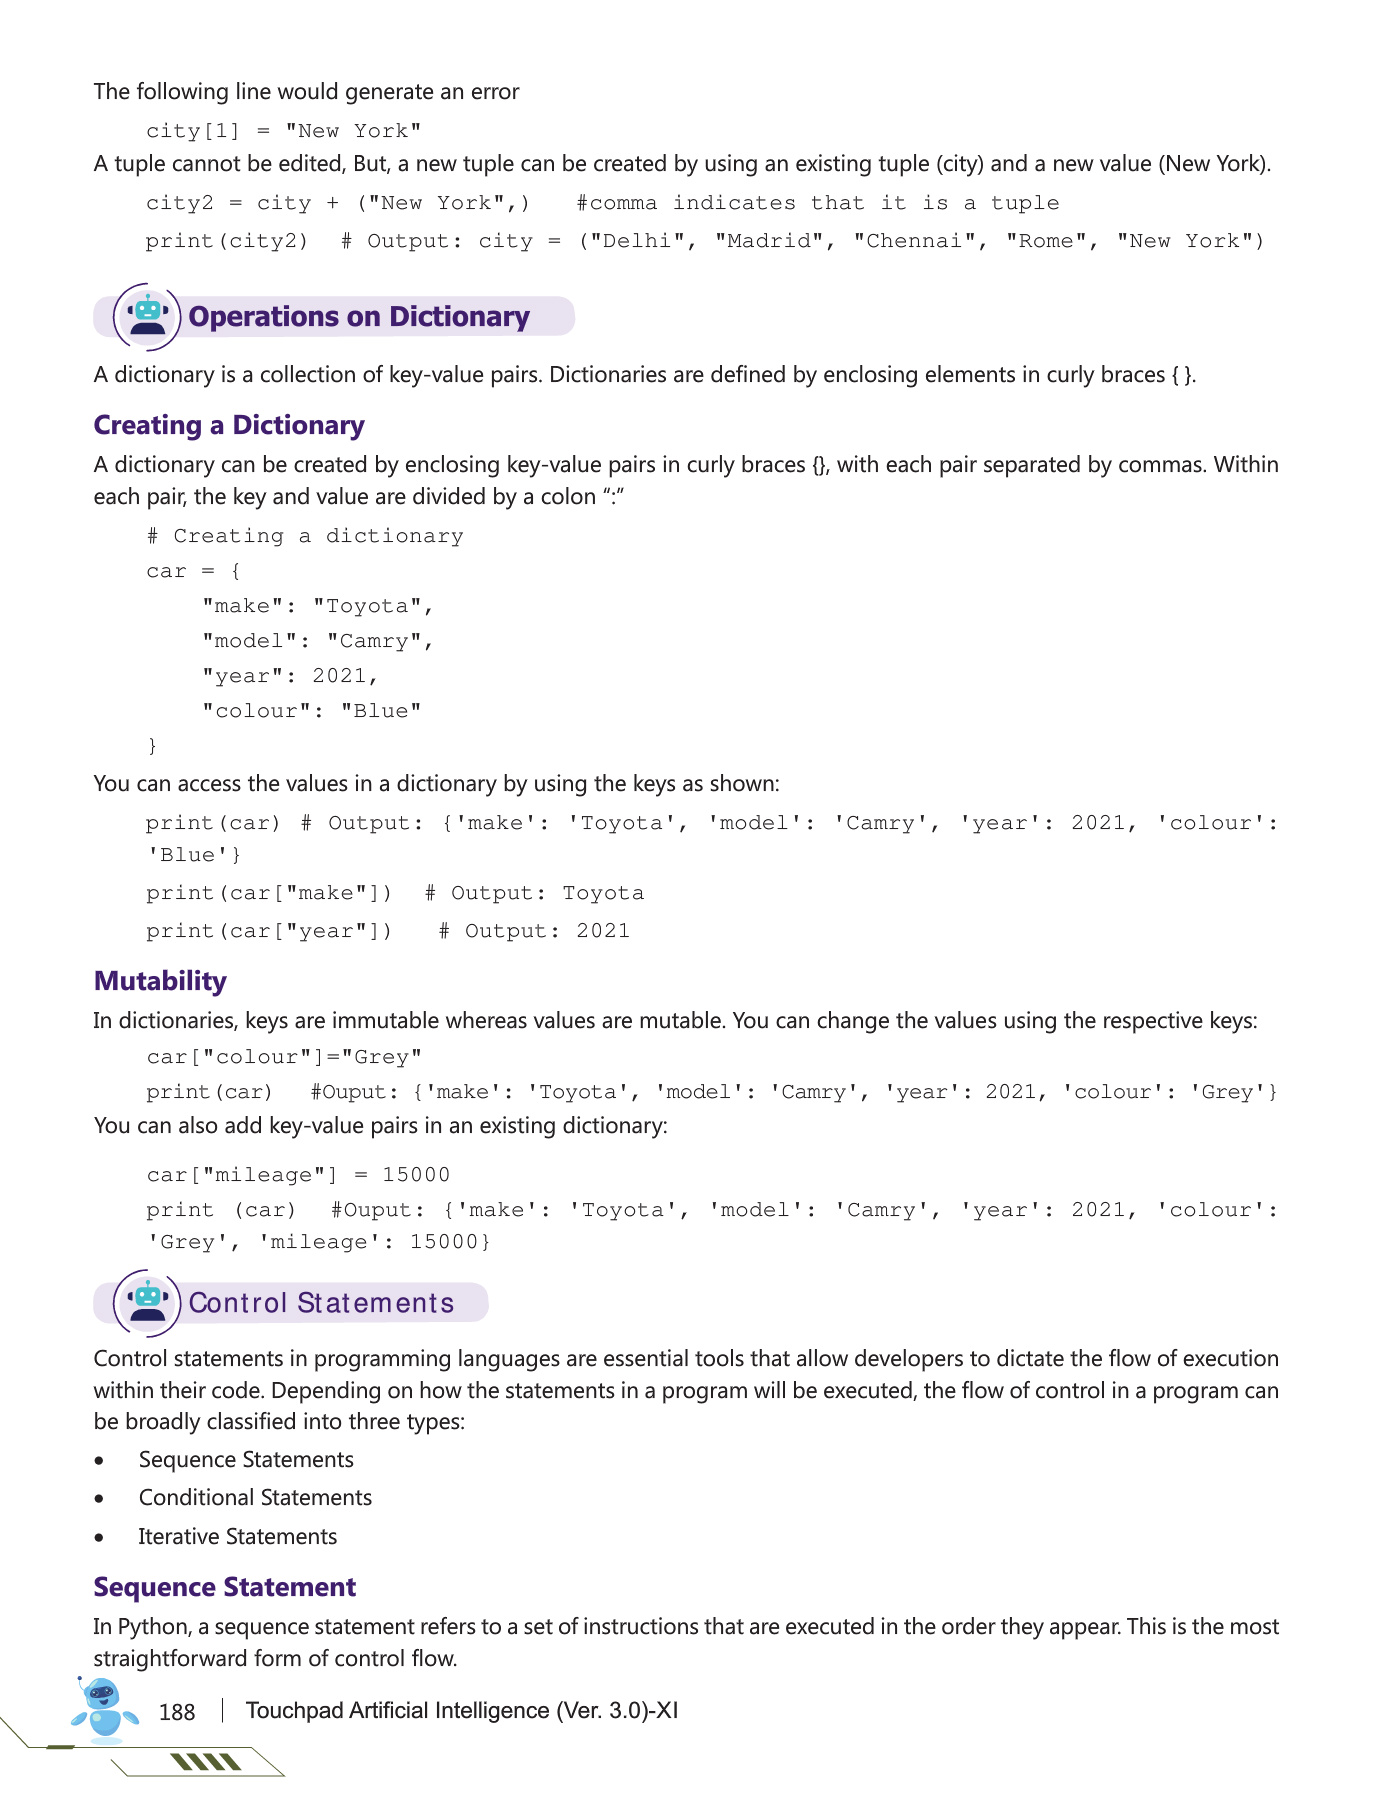 The following line would generate an error
city[1] = "New York"
A tuple cannot be edited, But, a new tuple can be created by using an existing tuple (city) and a new value (New York).
city2 = city + ("New York",)   #comma indicates that it is a tuple
print(city2)  # Output: city = ("Delhi", "Madrid", "Chennai", "Rome", "New York")
Operations on Dictionary
A dictionary is a collection of key-value pairs. Dictionaries are defined by enclosing elements in curly braces { }.
Creating a Dictionary
A dictionary can be created by enclosing key-value pairs in curly braces {}, with each pair separated by commas. Within
each pair, the key and value are divided by a colon “:”
# Creating a dictionary
car = {
"make": "Toyota",
"model": "Camry",
"year": 2021,
"colour": "Blue"
}
You can access the values in a dictionary by using the keys as shown:
print(car) # Output: {'make': 'Toyota', 'model': 'Camry', 'year': 2021, 'colour':
'Blue'}
print(car["make"])  # Output: Toyota
print(car["year"])   # Output: 2021
Mutability
In dictionaries, keys are immutable whereas values are mutable. You can change the values using the respective keys:
car["colour"]="Grey"
print(car)  #Ouput: {'make': 'Toyota', 'model': 'Camry', 'year': 2021, 'colour': 'Grey'}
You can also add key-value pairs in an existing dictionary:
car["mileage"] = 15000
print (car)  #Ouput: {'make': 'Toyota', 'model': 'Camry', 'year': 2021, 'colour':
'Grey', 'mileage': 15000}
Control Statements
Control statements in programming languages are essential tools that allow developers to dictate the flow of execution
within their code. Depending on how the statements in a program will be executed, the flow of control in a program can
be broadly classified into three types:
• Sequence Statements
• Conditional Statements
• Iterative Statements
Sequence Statement
In Python, a sequence statement refers to a set of instructions that are executed in the order they appear. This is the most
straightforward form of control flow.
188 | Touchpad Artificial Intelligence (Ver. 3.0)-XI